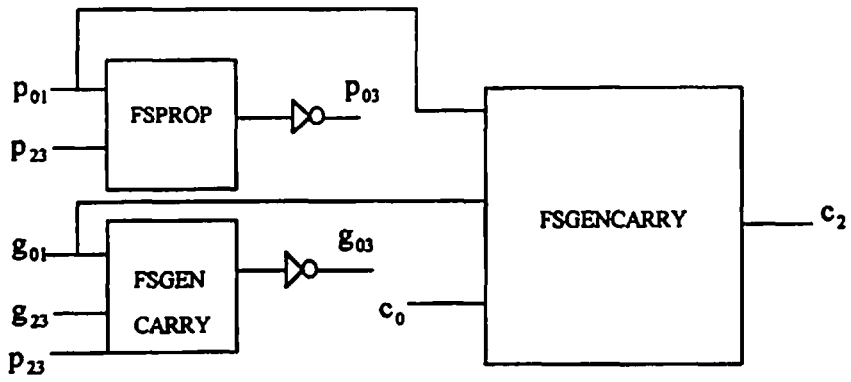 p₀₁
FSPROP
p₀₃
p₂₃
g₀₁
FSGEN
CARRY
g₀₃
g₂₃
p₂₃
c₀
FSGENCARRY
c₂